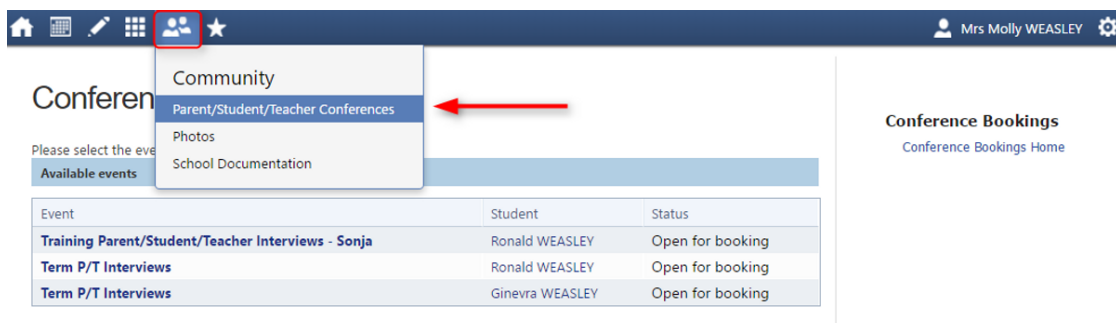 Mrs Molly WEASLEY
Community
Parent/Student/Teacher Conferences
Photos
School Documentation
Conferen
Please select the eve
Available events
Event Student Status
Training Parent/Student/Teacher Interviews - Sonja Ronald WEASLEY Open for booking
Term P/T Interviews Ronald WEASLEY Open for booking
Term P/T Interviews Ginevra WEASLEY Open for booking
Conference Bookings
Conference Bookings Home